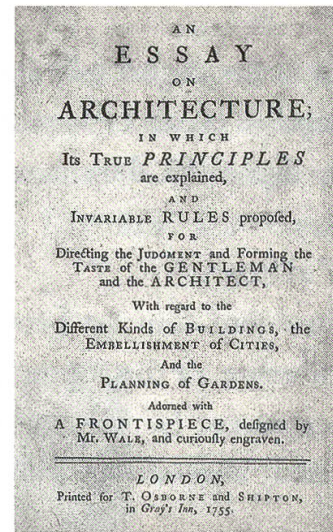 AN
ESSAY
ON
ARCHITECTURE;
IN WHICH
Its TRUE PRINCIPLES
are explained,
AND
INVARIABLE RULES propoſed,
FOR
Directing the JUDGMENT and Forming the
TASTE of the GENTLEMAN
and the ARCHITECT,
With regard to the
Different Kinds of BUILDINGS, the
EMBELLISHMENT of CITIES,
And the
PLANNING of GARDENS.
Adorned with
A FRONTISPIECE, deſigned by
Mr. WALE, and curiouſly engraven.
LONDON,
Printed for T. OSBORNE and SHIPTON,
in Gray's Inn, 1755.